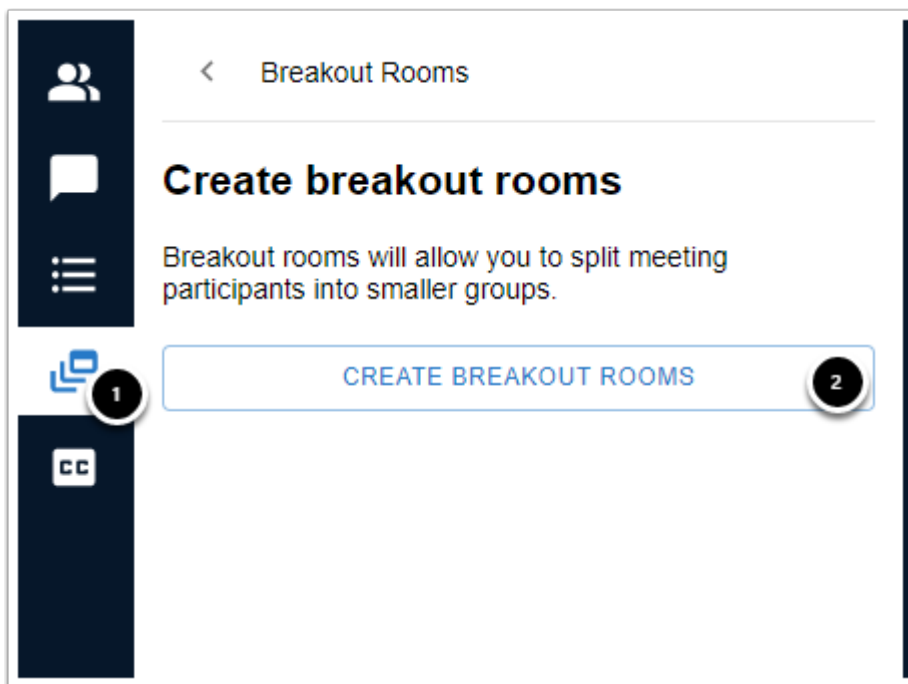 Breakout Rooms
Create breakout rooms
Breakout rooms will allow you to split meeting
participants into smaller groups.
1
CREATE BREAKOUT ROOMS 2
CC